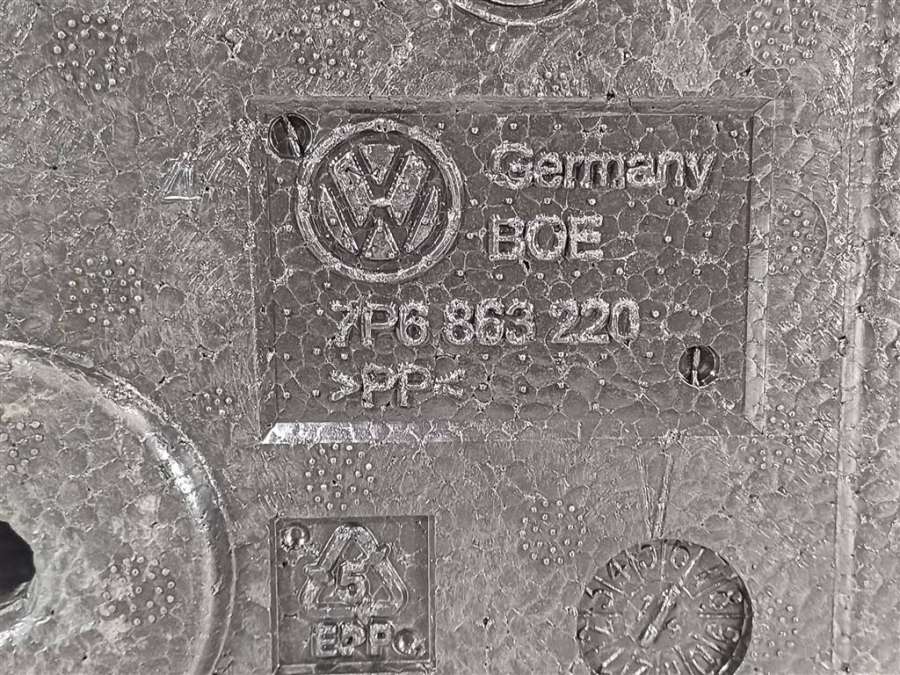 Germany
BOE
7P6 863 220
>PP<
5
EPP